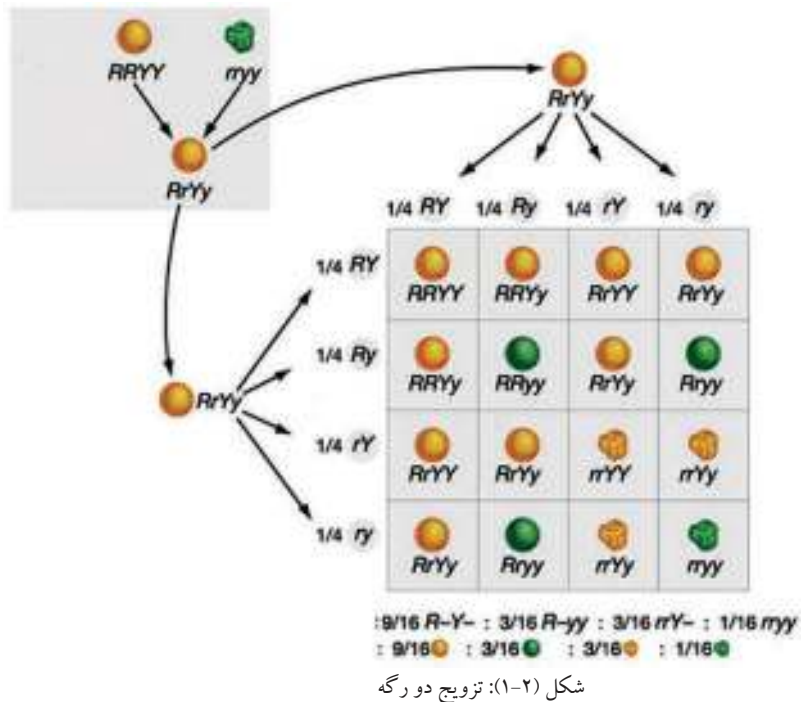 RRYY rryy
RrYy
RrYy
1/4 RY 1/4 Ry 1/4 rY 1/4 ry
1/4 RY
RRYY RRYy RrYY RrYy
1/4 Ry
RRYy RRyy RrYy Rryy
RrYy
1/4 rY
RrYY RrYy rrYY rrYy
1/4 ry
RrYy Rryy rrYy rryy
:9/16 R-Y- : 3/16 R-yy : 3/16 rrY- : 1/16 rryy
: 9/16 : 3/16 : 3/16 : 1/16
شکل (۲-۱): تزویج دو رگه